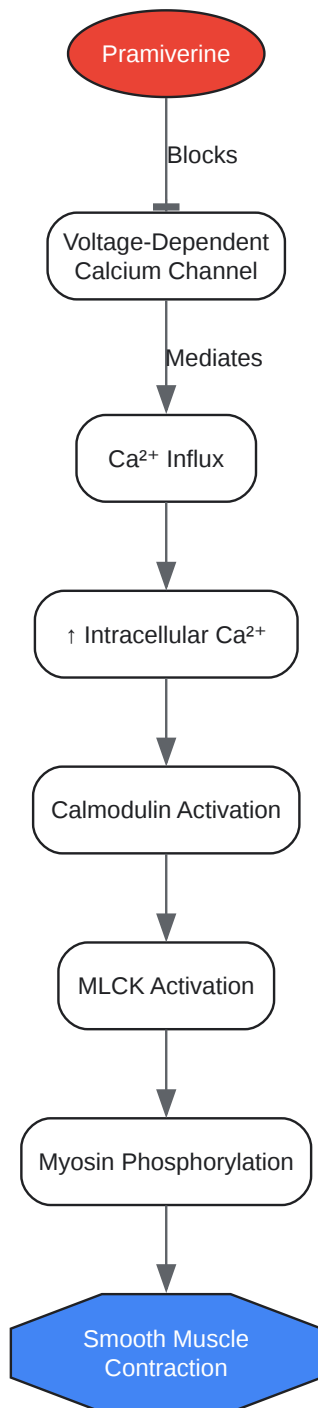 Pramiverine
Blocks
Voltage-Dependent
Calcium Channel
Mediates
Ca²⁺ Influx
↑ Intracellular Ca²⁺
Calmodulin Activation
MLCK Activation
Myosin Phosphorylation
Smooth Muscle
Contraction